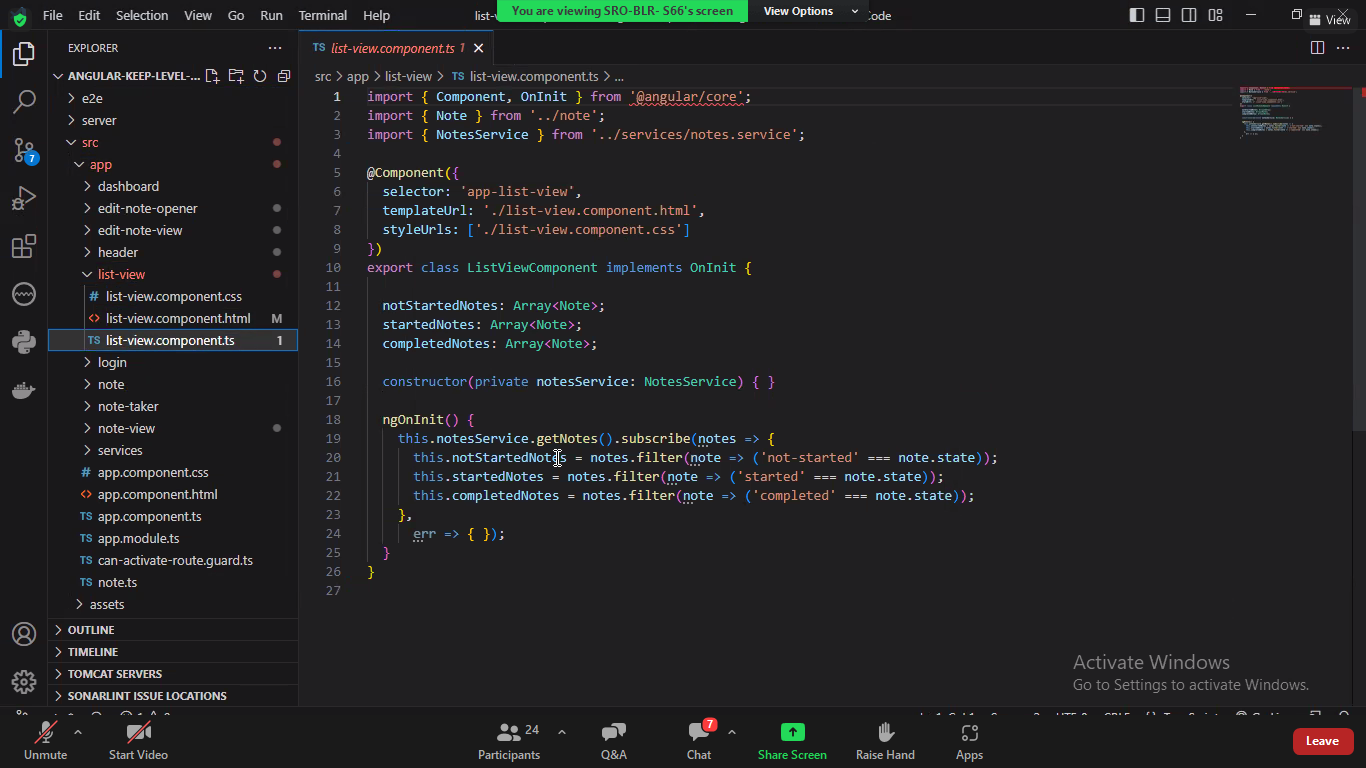 File Edit Selection View Go Run Terminal Help
list-
You are viewing SRO-BLR- S66's screen
View Options
Code
View
EXPLORER
TS list-view.component.ts 1
ANGULAR-KEEP-LEVEL-...
src > app > list-view > TS list-view.component.ts > ...
e2e
server
src
app
dashboard
edit-note-opener
edit-note-view
header
list-view
# list-view.component.css
<> list-view.component.html M
TS list-view.component.ts 1
login
note
note-taker
note-view
services
# app.component.css
<> app.component.html
TS app.component.ts
TS app.module.ts
TS can-activate-route.guard.ts
TS note.ts
assets
OUTLINE
TIMELINE
TOMCAT SERVERS
SONARLINT ISSUE LOCATIONS
7
1 import { Component, OnInit } from '@angular/core';
2 import { Note } from '../note';
3 import { NotesService } from '../services/notes.service';
4
5 @Component({
6 selector: 'app-list-view',
7 templateUrl: './list-view.component.html',
8 styleUrls: ['./list-view.component.css']
9 })
10 export class ListViewComponent implements OnInit {
11
12 notStartedNotes: Array<Note>;
13 startedNotes: Array<Note>;
14 completedNotes: Array<Note>;
15
16 constructor(private notesService: NotesService) { }
17
18 ngOnInit() {
19 this.notesService.getNotes().subscribe(notes => {
20 this.notStartedNotes = notes.filter(note => ('not-started' === note.state));
21 this.startedNotes = notes.filter(note => ('started' === note.state));
22 this.completedNotes = notes.filter(note => ('completed' === note.state));
23 },
24 err => { });
25 }
26 }
27
Activate Windows
Go to Settings to activate Windows.
Unmute
Start Video
Participants 24
Q&A
Chat 7
Share Screen
Raise Hand
Apps
Leave